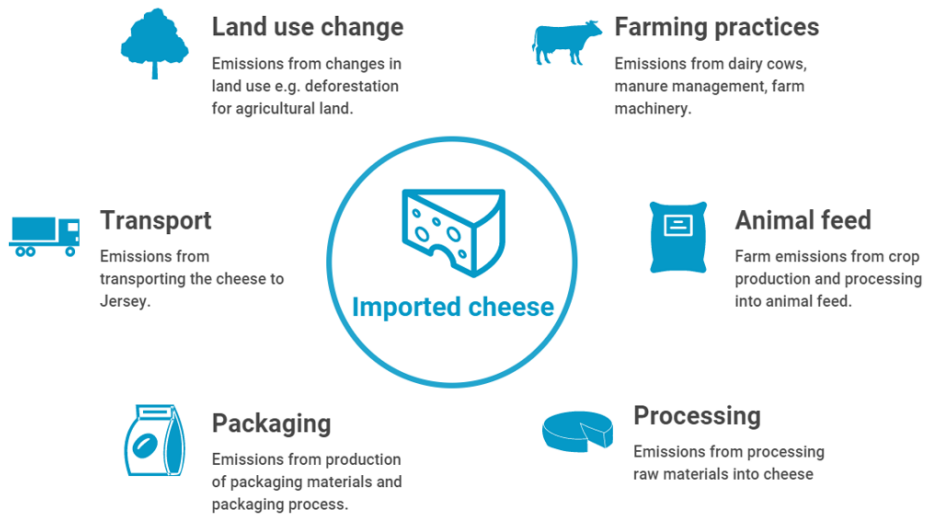 Land use change
Emissions from changes in
land use e.g. deforestation
for agricultural land.
Farming practices
Emissions from dairy cows,
manure management, farm
machinery.
Transport
Emissions from
transporting the cheese to
Jersey.
Imported cheese
Animal feed
Farm emissions from crop
production and processing
into animal feed.
Packaging
Emissions from production
of packaging materials and
packaging process.
Processing
Emissions from processing
raw materials into cheese